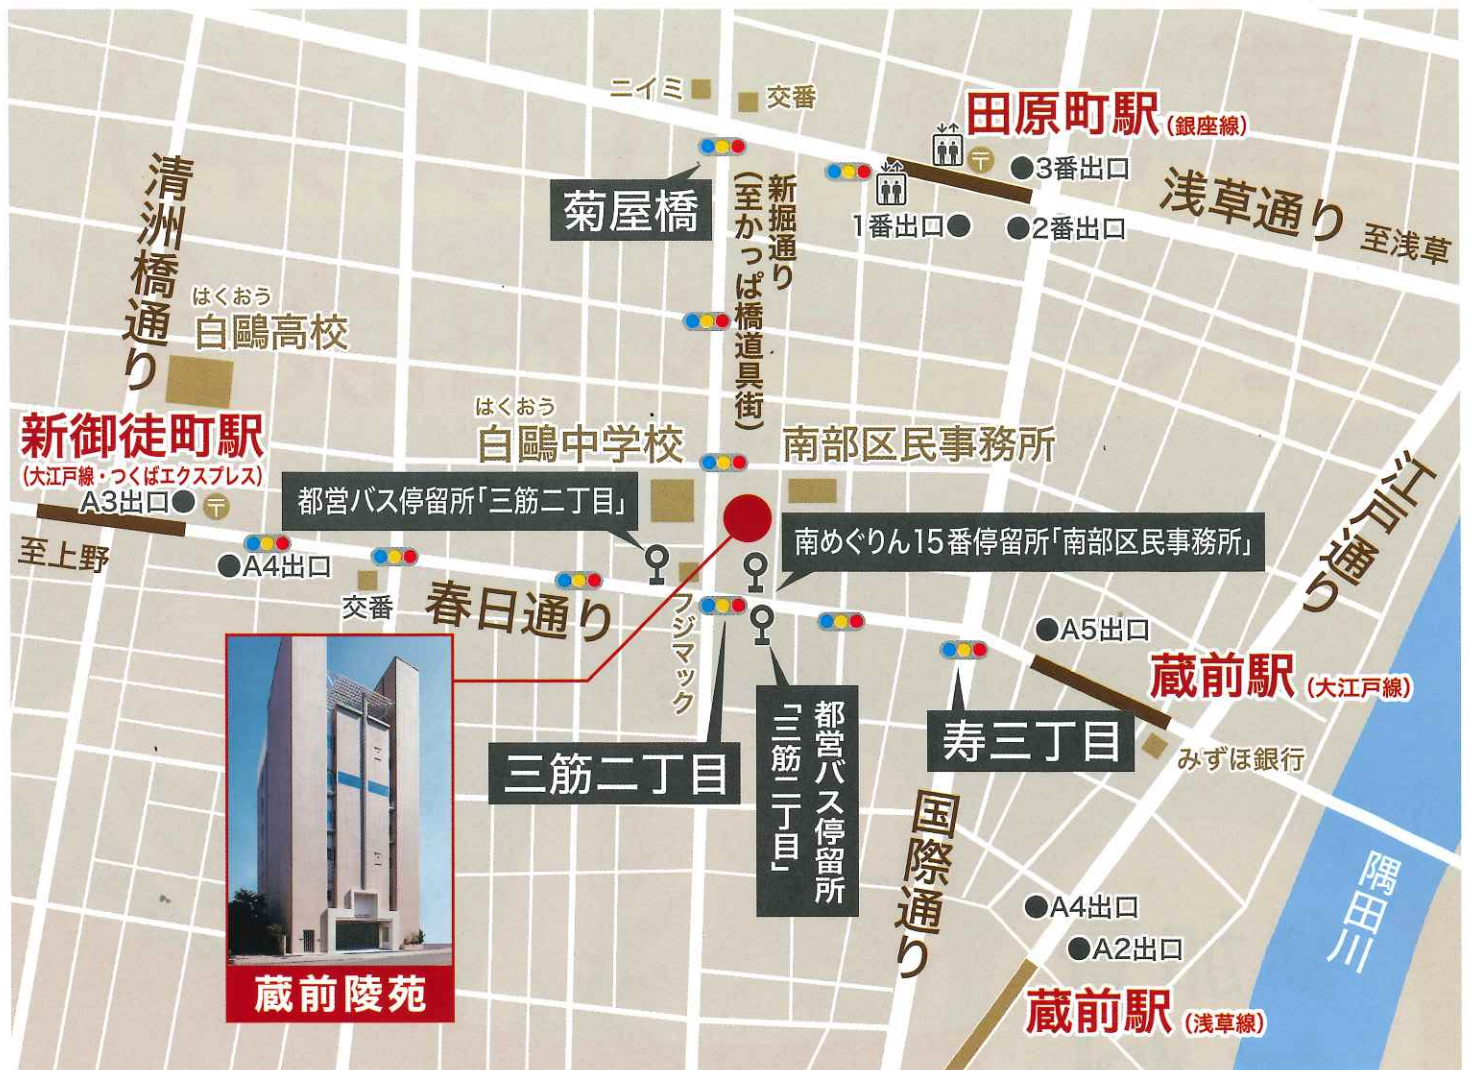 ニイミ
交番
田原町駅(銀座線)
〒
3番出口
菊屋橋
新堀通り
(至かっぱ橋道具街)
1番出口
2番出口
浅草通り
至浅草
清洲橋通り
はくおう
白鷗高校
新御徒町駅
(大江戸線・つくばエクスプレス)
A3出口
〒
はくおう
白鷗中学校
南部区民事務所
都営バス停留所「三筋二丁目」
南めぐりん15番停留所「南部区民事務所」
江戸通り
至上野
A4出口
交番
春日通り
フジマック
A5出口
蔵前駅(大江戸線)
三筋二丁目
都営バス停留所
「三筋二丁目」
寿三丁目
みずほ銀行
国際通り
隅田川
A4出口
A2出口
蔵前駅(浅草線)
蔵前陵苑